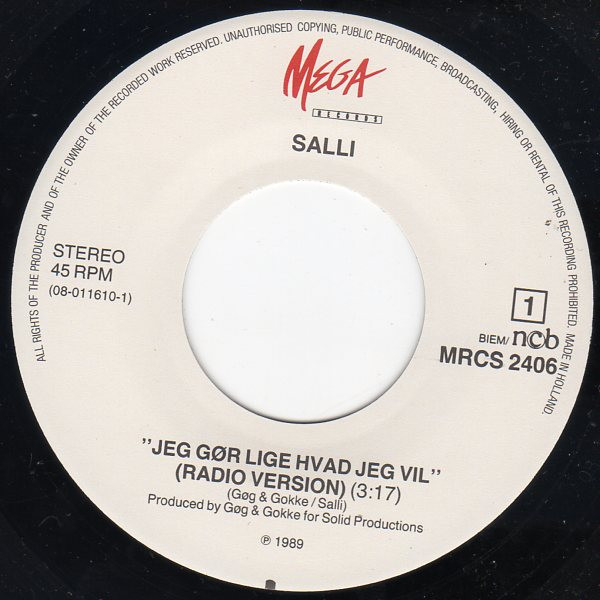 ALL RIGHTS OF THE PRODUCER AND OF THE OWNER OF THE RECORDED WORK RESERVED. UNAUTHORISED COPYING, PUBLIC PERFORMANCE, BROADCASTING, HIRING OR RENTAL OF THIS RECORDING PROHIBITED. MADE IN HOLLAND.
MEGA
RECORDS
SALLI
STEREO
45 RPM
(08-011610-1)
1
BIEM/ncb
MRCS 2406
"JEG GØR LIGE HVAD JEG VIL"
(RADIO VERSION) (3:17)
(Gøg & Gokke / Salli)
Produced by Gøg & Gokke for Solid Productions
℗ 1989